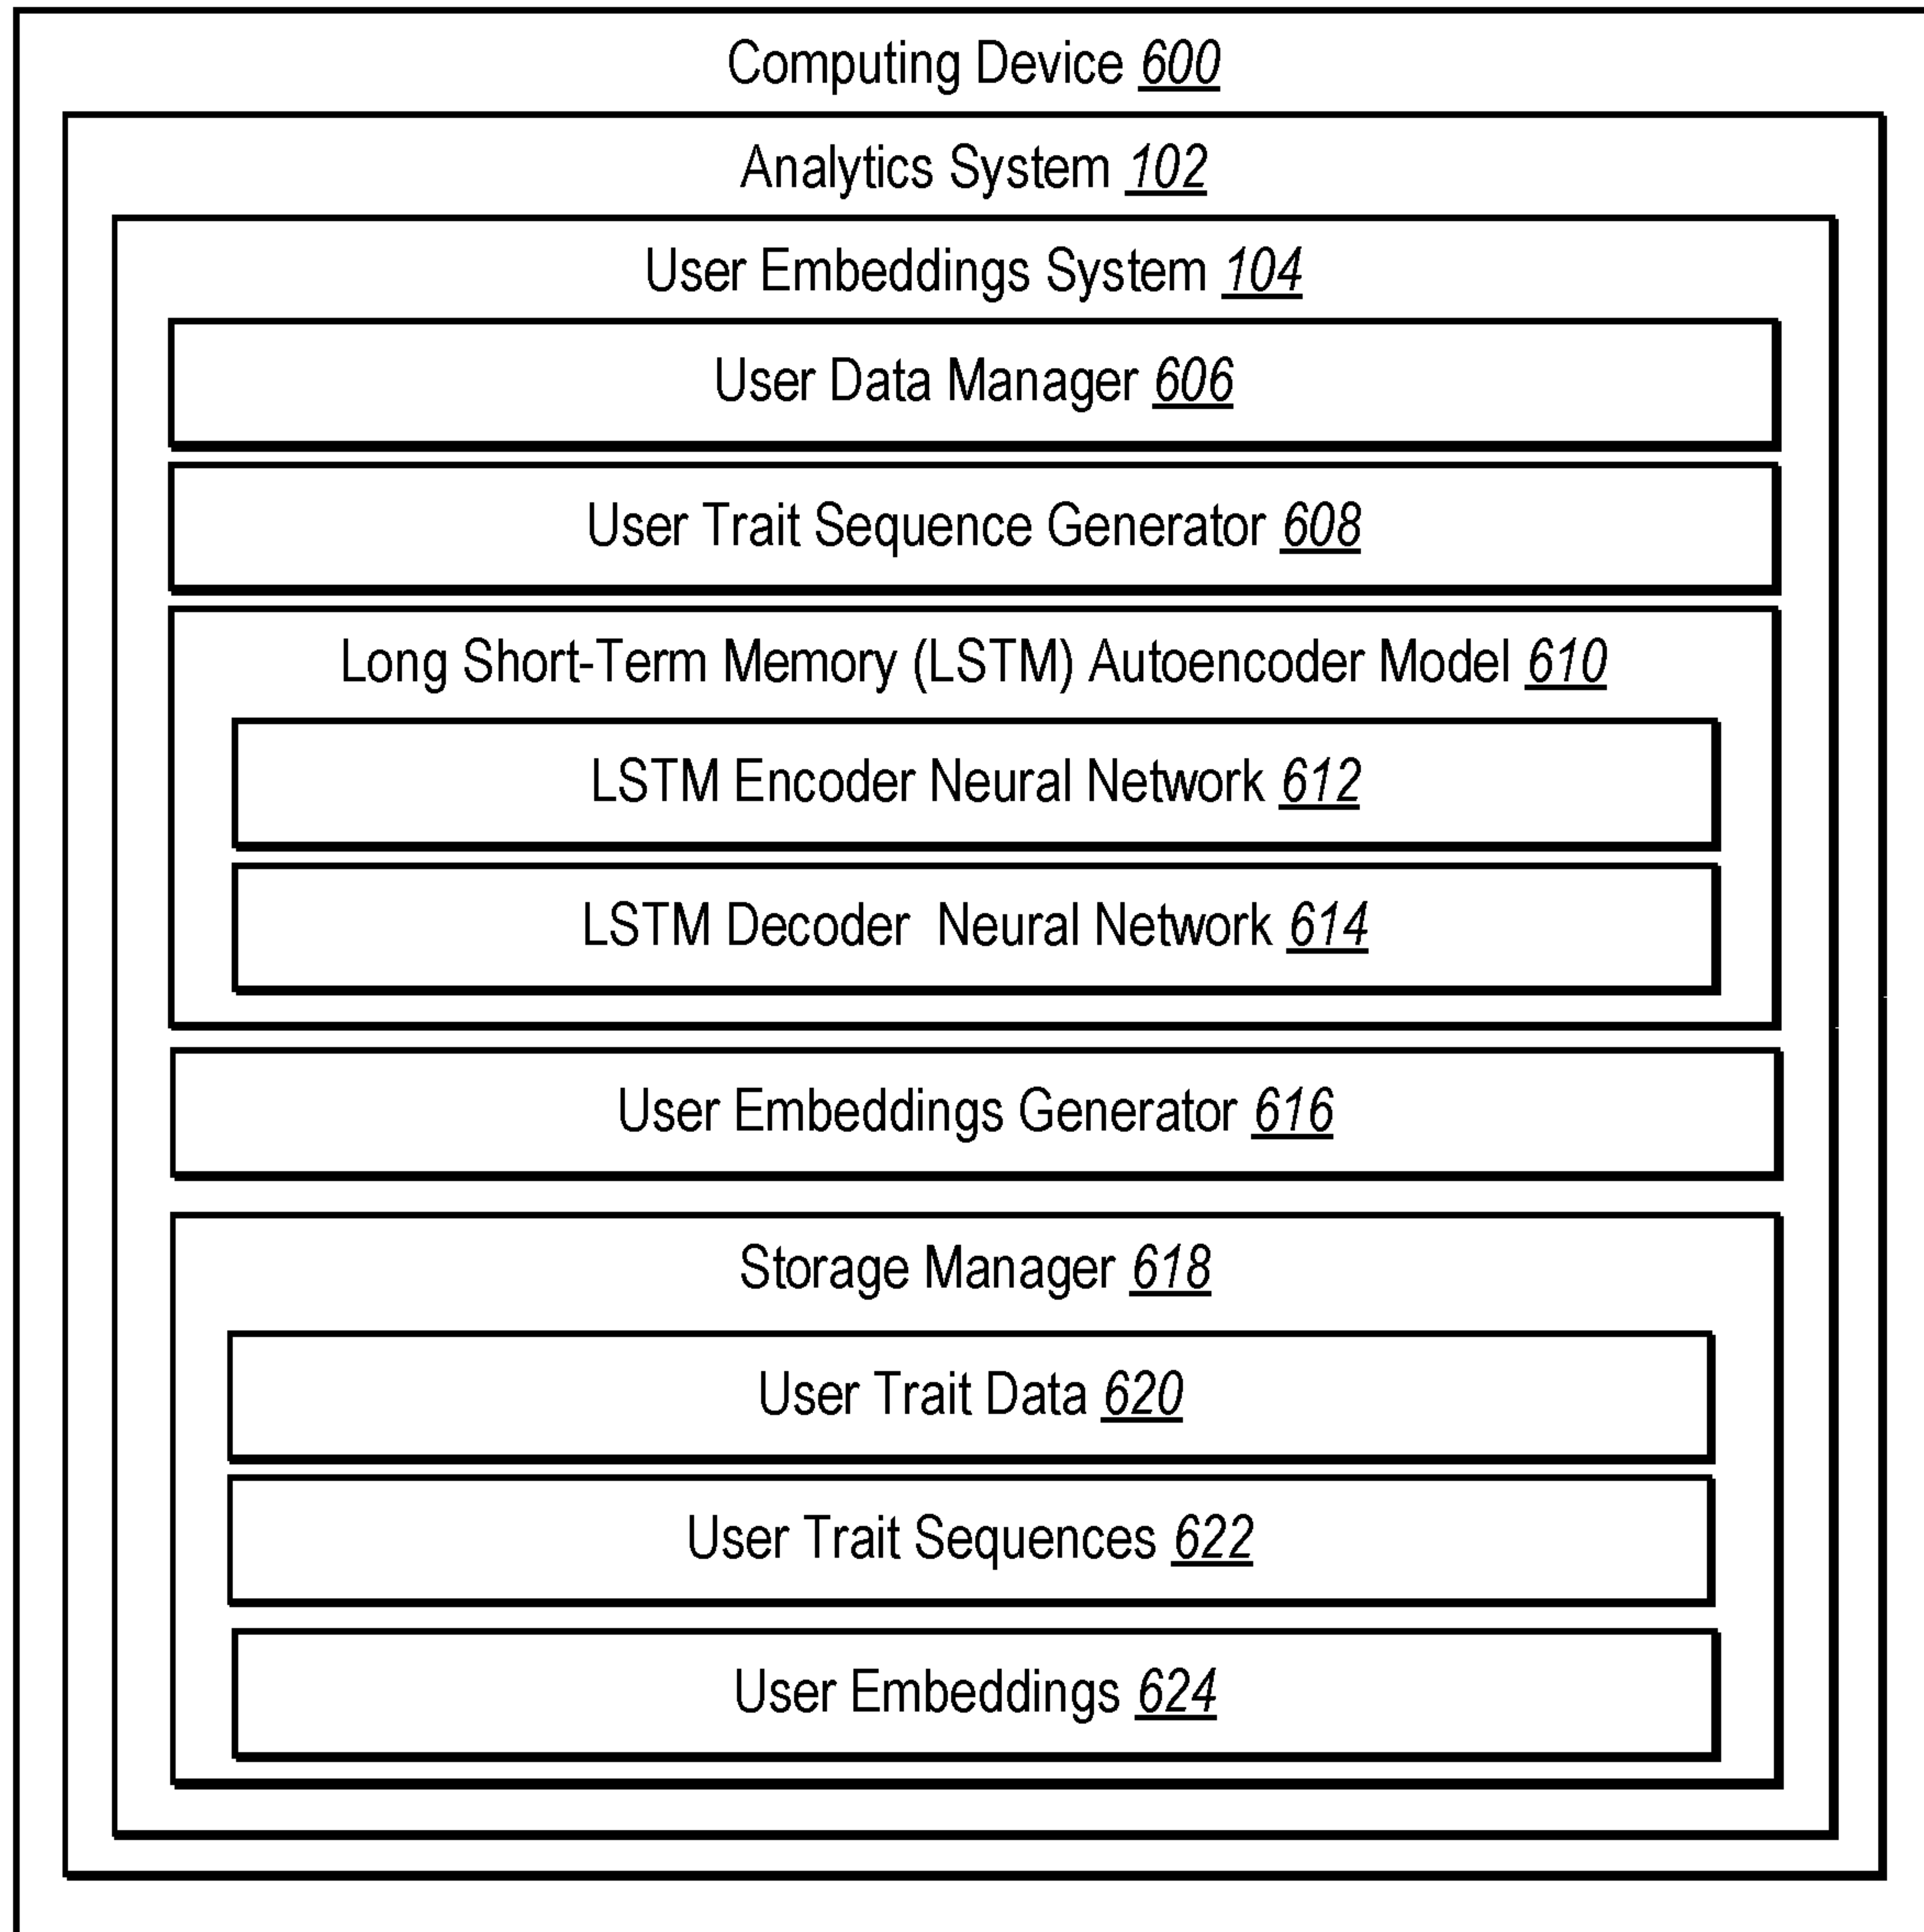 Computing Device 600
Analytics System 102
User Embeddings System 104
User Data Manager 606
User Trait Sequence Generator 608
Long Short-Term Memory (LSTM) Autoencoder Model 610
LSTM Encoder Neural Network 612
LSTM Decoder Neural Network 614
User Embeddings Generator 616
Storage Manager 618
User Trait Data 620
User Trait Sequences 622
User Embeddings 624